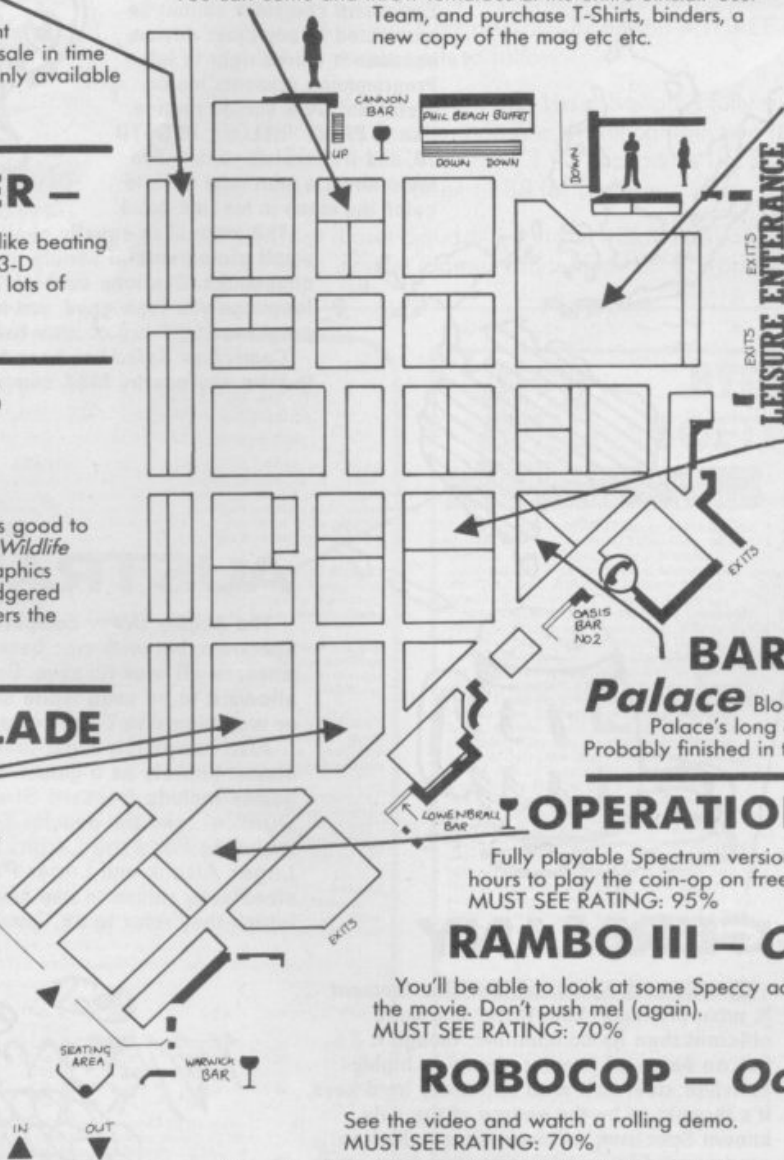 Team, and purchase T-Shirts, binders, a
new copy of the mag etc etc.
nt
sale in time
nly available
ER –
like beating
3-D
lots of
s good to
Wildlife
aphics
dgered
ers the
LADE
CANNON
BAR
UP
PHIL BEACH BUFFET
DOWN DOWN
DOWN
EXITS
EXITS
LEISURE ENTERANCE
EXITS
OASIS
BAR
NO2
BAR
Palace Blo
Palace's long
Probably finished in t
LOWENBRALL
BAR
OPERATIO
Fully playable Spectrum versio
hours to play the coin-op on free
MUST SEE RATING: 95%
EXITS
RAMBO III – O
You'll be able to look at some Speccy ac
the movie. Don't push me! (again).
MUST SEE RATING: 70%
SEATING
AREA
WARWICK
BAR
ROBOCOP – Oc
See the video and watch a rolling demo.
MUST SEE RATING: 70%
IN
OUT